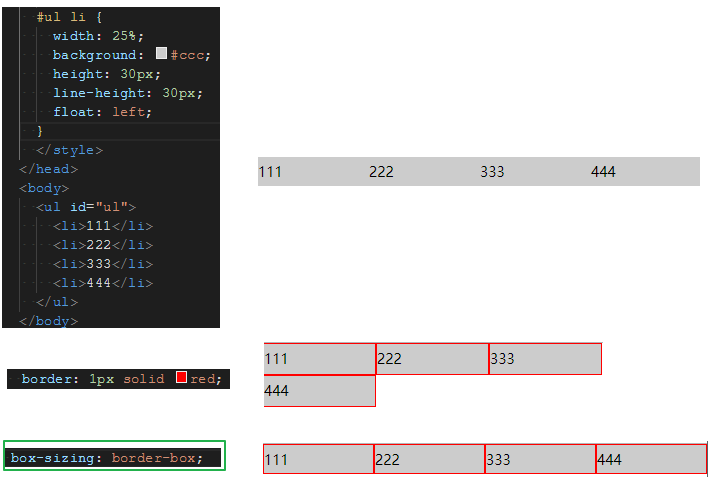 #ul li {
width: 25%;
background: #ccc;
height: 30px;
line-height: 30px;
float: left;
}
</style>
</head>
<body>
<ul id="ul">
<li>111</li>
<li>222</li>
<li>333</li>
<li>444</li>
</ul>
</body>
111 222 333 444
border: 1px solid red;
111 222 333
444
box-sizing: border-box;
111 222 333 444